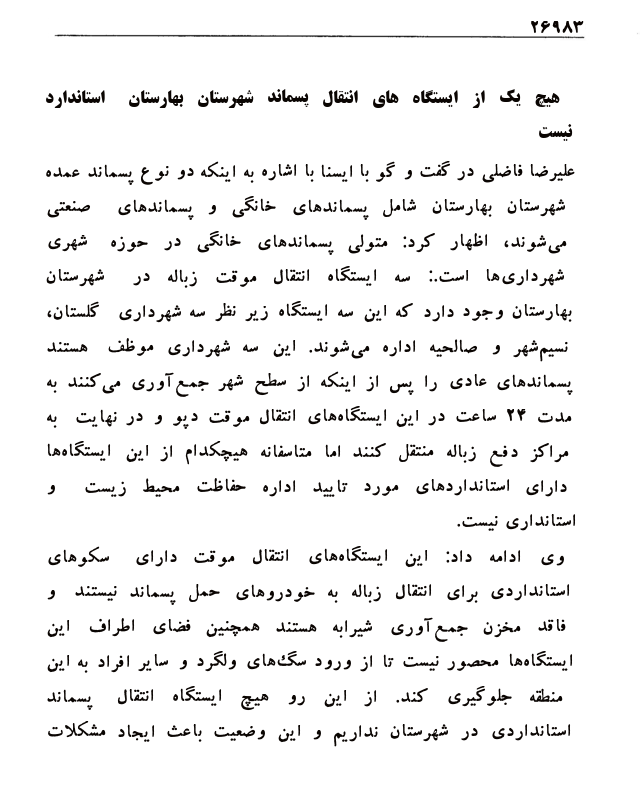 ۲۶۹۸۳
هیچ یک از ایستگاه های انتقال پسماند شهرستان بهارستان استاندارد
نیست
علیرضا فاضلی در گفت و گو با ایسنا با اشاره به اینکه دو نوع پسماند عمده
شهرستان بهارستان شامل پسماندهای خانگی و پسماندهای صنعتی
می‌شوند، اظهار کرد: متولی پسماندهای خانگی در حوزه شهری
شهرداری‌ها است.: سه ایستگاه انتقال موقت زباله در شهرستان
بهارستان وجود دارد که این سه ایستگاه زیر نظر سه شهرداری گلستان،
نسیم‌شهر و صالحیه اداره می‌شوند. این سه شهرداری موظف هستند
پسماندهای عادی را پس از اینکه از سطح شهر جمع‌آوری می‌کنند به
مدت ۲۴ ساعت در این ایستگاه‌های انتقال موقت دپو و در نهایت به
مراکز دفع زباله منتقل کنند اما متاسفانه هیچکدام از این ایستگاه‌ها
دارای استانداردهای مورد تایید اداره حفاظت محیط زیست و
استانداری نیست.
وی ادامه داد: این ایستگاه‌های انتقال موقت دارای سکوهای
استانداردی برای انتقال زباله به خودروهای حمل پسماند نیستند و
فاقد مخزن جمع‌آوری شیرابه هستند همچنین فضای اطراف این
ایستگاه‌ها محصور نیست تا از ورود سگ‌های ولگرد و سایر افراد به این
منطقه جلوگیری کند. از این رو هیچ ایستگاه انتقال پسماند
استانداردی در شهرستان نداریم و این وضعیت باعث ایجاد مشکلات